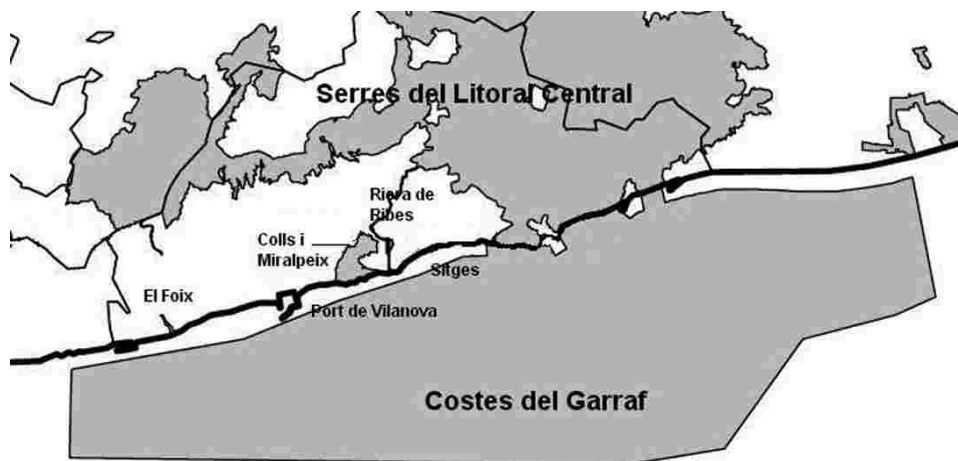 Serres del Litoral Central
Riera de
Ribes
Colls i
Miralpeix
Sitges
El Foix
Port de Vilanova
Costes del Garraf